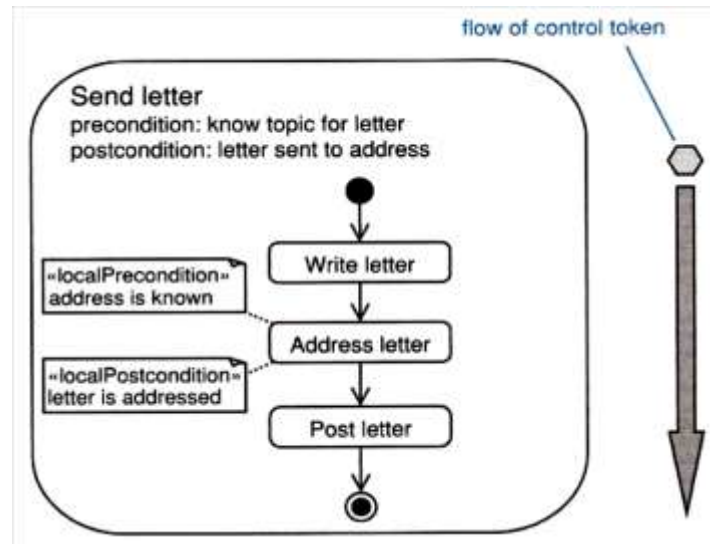 flow of control token
Send letter
precondition: know topic for letter
postcondition: letter sent to address
Write letter
«localPrecondition»
address is known
Address letter
«localPostcondition»
letter is addressed
Post letter